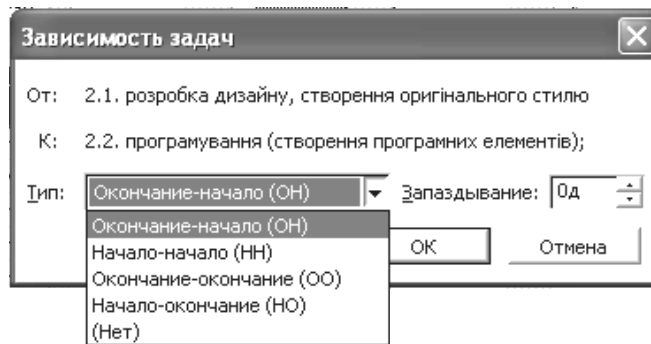 Зависимость задач
От: 2.1. розробка дизайну, створення оригінального стилю
К: 2.2. програмування (створення програмних елементів);
Тип: Окончание-начало (ОН) Запаздывание: 0д
Окончание-начало (ОН)
Начало-начало (НН)
ОК Отмена
Окончание-окончание (ОО)
Начало-окончание (НО)
(Нет)